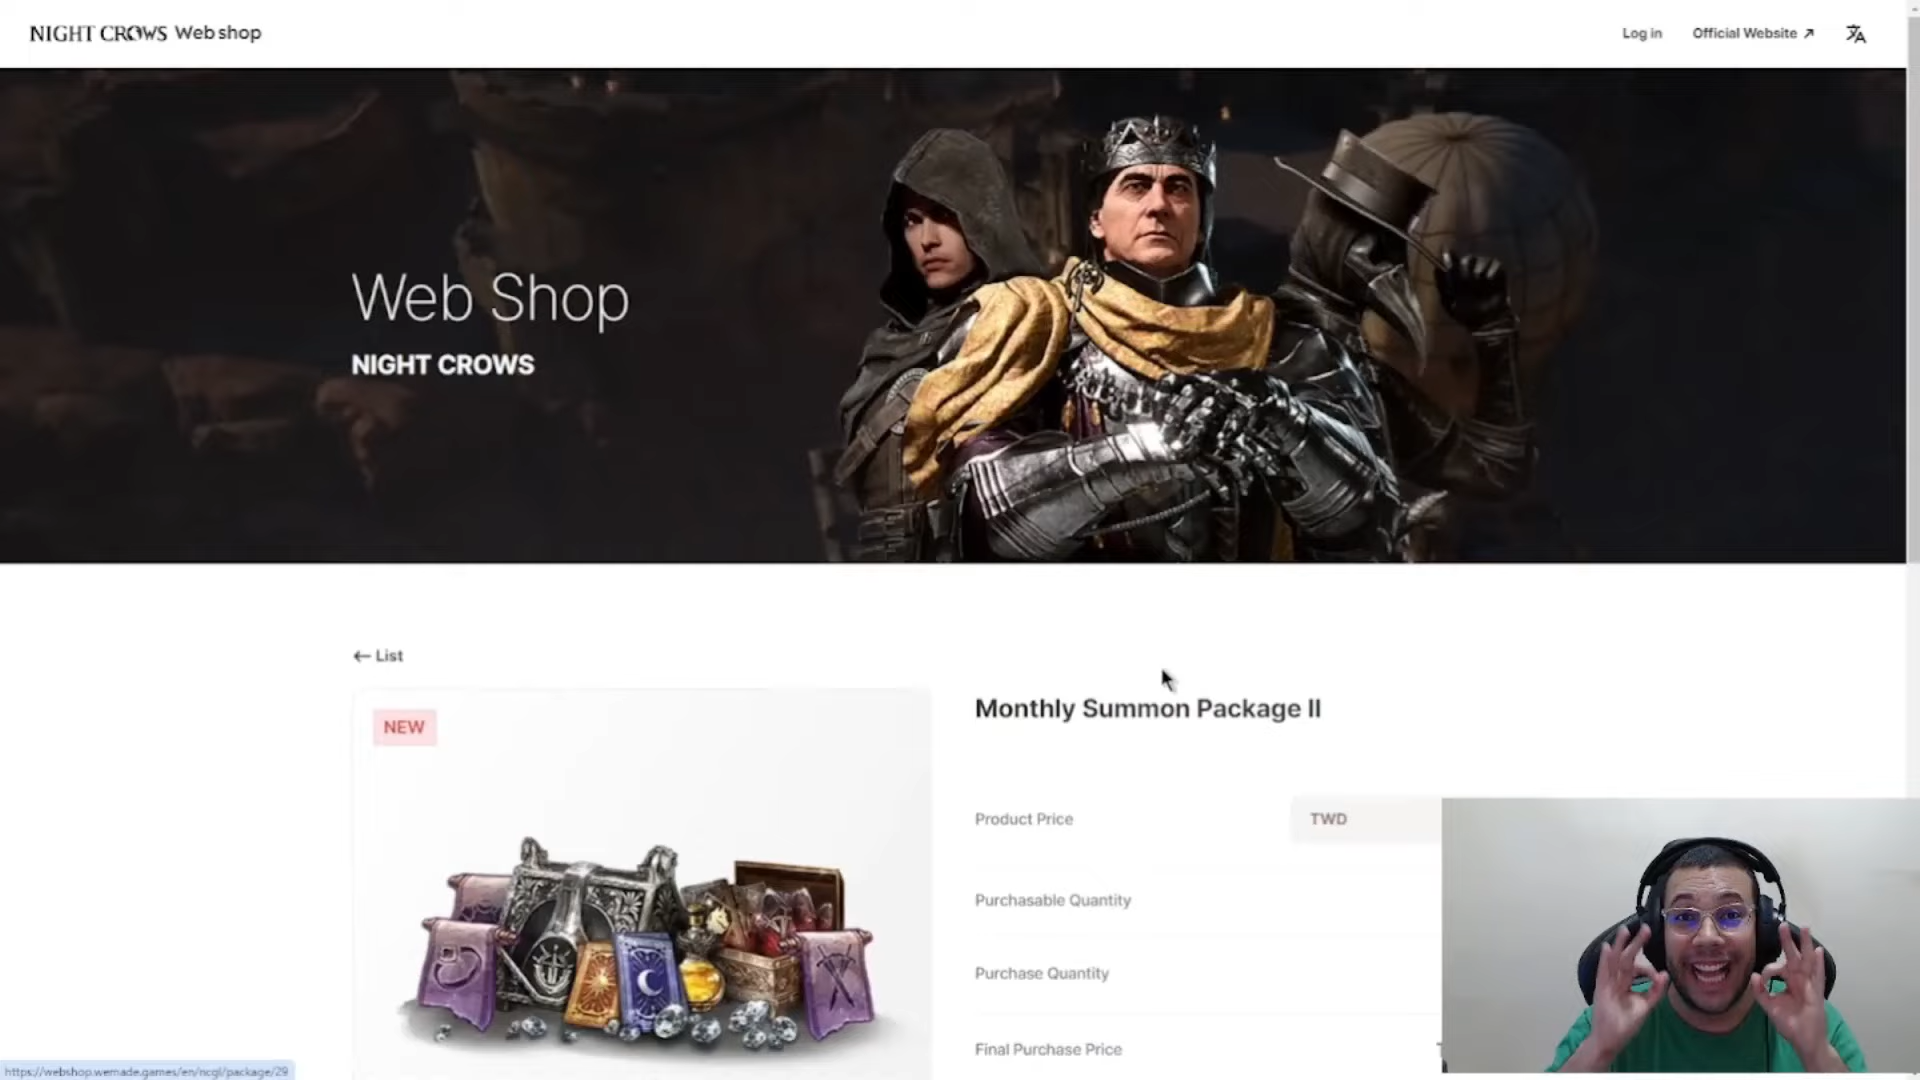 NIGHT CROWS Web shop
Log in
Official Website ↗
Web Shop
NIGHT CROWS
← List
NEW
Monthly Summon Package II
Product Price
TWD
Purchasable Quantity
Purchase Quantity
Final Purchase Price
https://webshop.wemade.games/en/ncgl/package/29